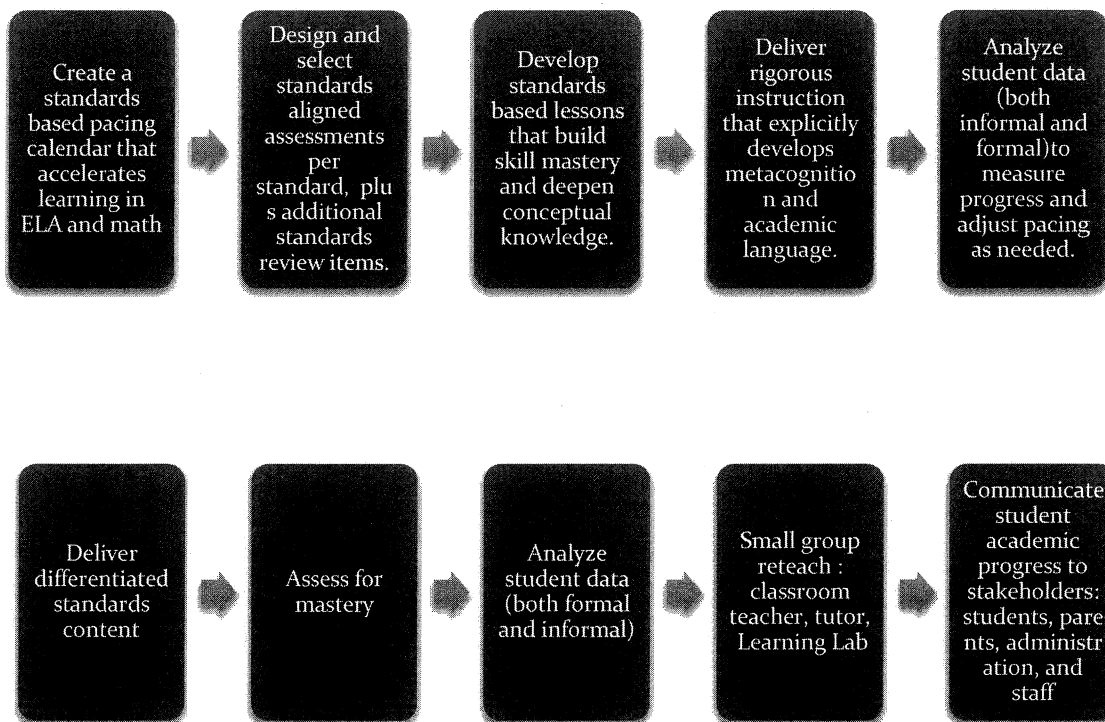 Create a
standards
based pacing
calendar that
accelerates
learning in
ELA and math
Design and
select
standards
aligned
assessments
per
standard, plu
s additional
standards
review items.
Develop
standards
based lessons
that build
skill mastery
and deepen
conceptual
knowledge.
Deliver
rigorous
instruction
that explicitly
develops
metacognitio
n and
academic
language.
Analyze
student data
(both
informal and
formal)to
measure
progress and
adjust pacing
as needed.
Deliver
differentiated
standards
content
Assess for
mastery
Analyze
student data
(both formal
and informal)
Small group
reteach :
classroom
teacher, tutor,
Learning Lab
Communicate
student
academic
progress to
stakeholders:
students, pare
nts, administr
ation, and
staff